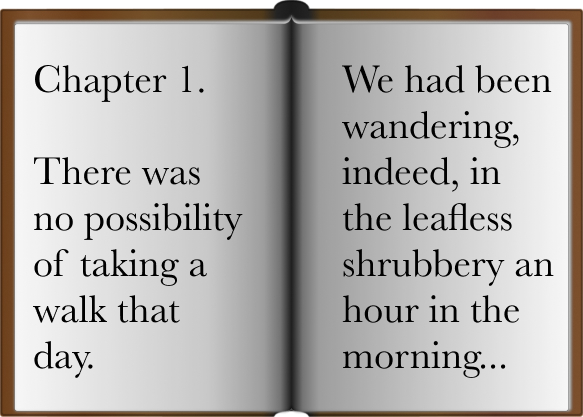 Chapter 1.
There was
no possibility
of taking a
walk that
day.
We had been
wandering,
indeed, in
the leafless
shrubbery an
hour in the
morning...